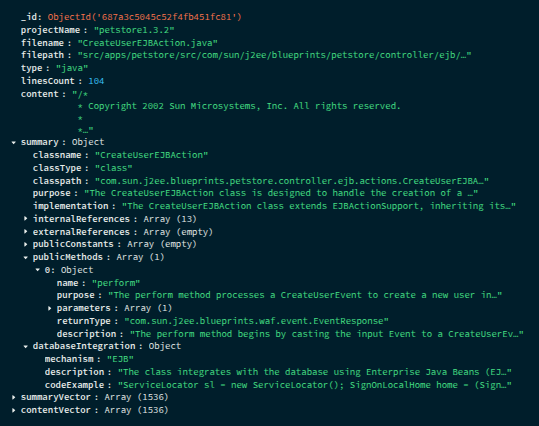 _id: ObjectId('687a3c5045c52f4fb451fc81')
projectName : "petstore1.3.2"
filename : "CreateUserEJBAction.java"
filepath : "src/apps/petstore/src/com/sun/j2ee/blueprints/petstore/controller/ejb/…"
type : "java"
linesCount : 104
content : "/*
* Copyright 2002 Sun Microsystems, Inc. All rights reserved.
*
*…"
summary : Object
classname : "CreateUserEJBAction"
classType : "class"
classpath : "com.sun.j2ee.blueprints.petstore.controller.ejb.actions.CreateUserEJBA…"
purpose : "The CreateUserEJBAction class is designed to handle the creation of a …"
implementation : "The CreateUserEJBAction class extends EJBActionSupport, inheriting its…"
internalReferences : Array (13)
externalReferences : Array (empty)
publicConstants : Array (empty)
publicMethods : Array (1)
0: Object
name : "perform"
purpose : "The perform method processes a CreateUserEvent to create a new user in…"
parameters : Array (1)
returnType : "com.sun.j2ee.blueprints.waf.event.EventResponse"
description : "The perform method begins by casting the input Event to a CreateUserEv…"
databaseIntegration : Object
mechanism : "EJB"
description : "The class integrates with the database using Enterprise Java Beans (EJ…"
codeExample : "ServiceLocator sl = new ServiceLocator(); SignOnLocalHome home = (Sign…"
summaryVector : Array (1536)
contentVector : Array (1536)